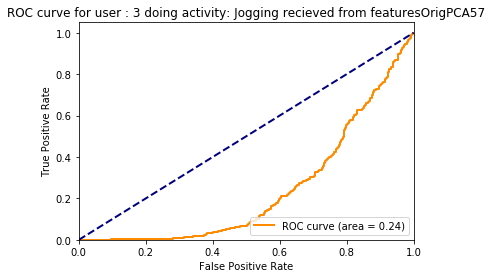 ROC curve for user : 3 doing activity: Jogging recieved from featuresOrigPCA57
1.0
0.8
0.6
0.4
0.2
0.0
True Positive Rate
ROC curve (area = 0.24)
0.0 0.2 0.4 0.6 0.8 1.0
False Positive Rate